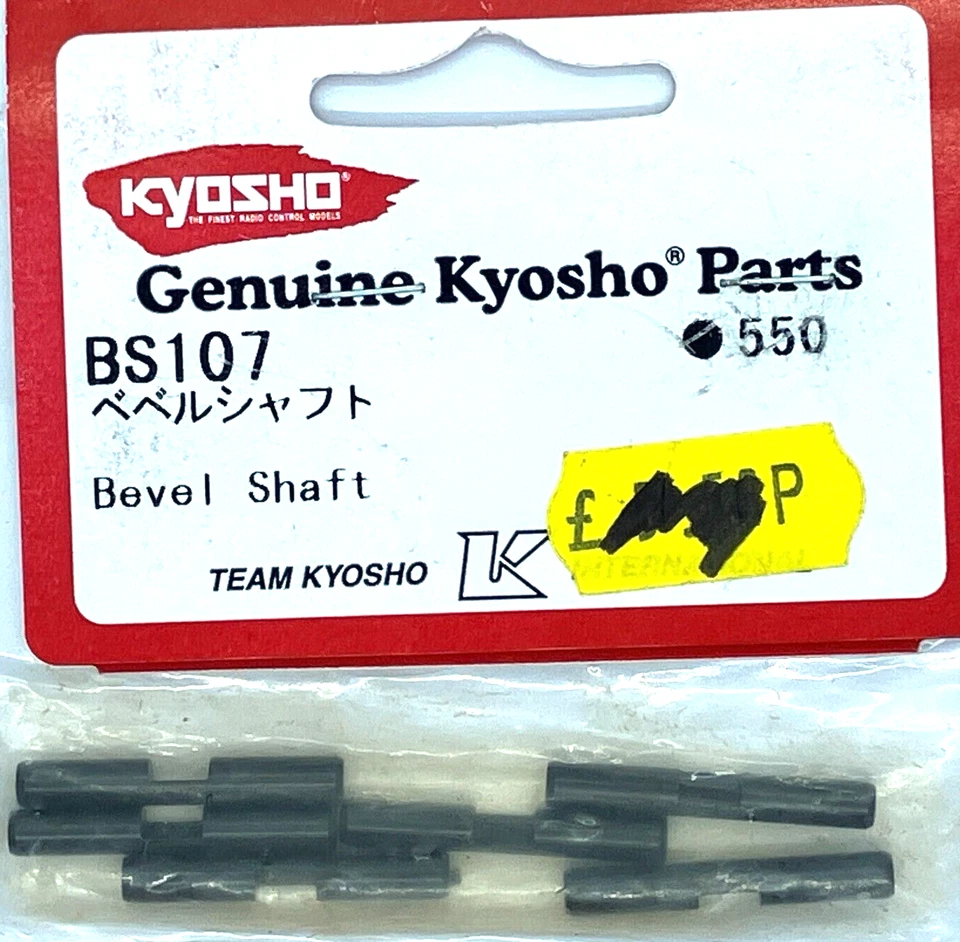 KYOSHO®
THE FINEST RADIO CONTROL MODELS
Genuine Kyosho® Parts
BS107
● 550
ベベルシャフト
Bevel Shaft
£ P
TEAM KYOSHO K INTERNATIONAL